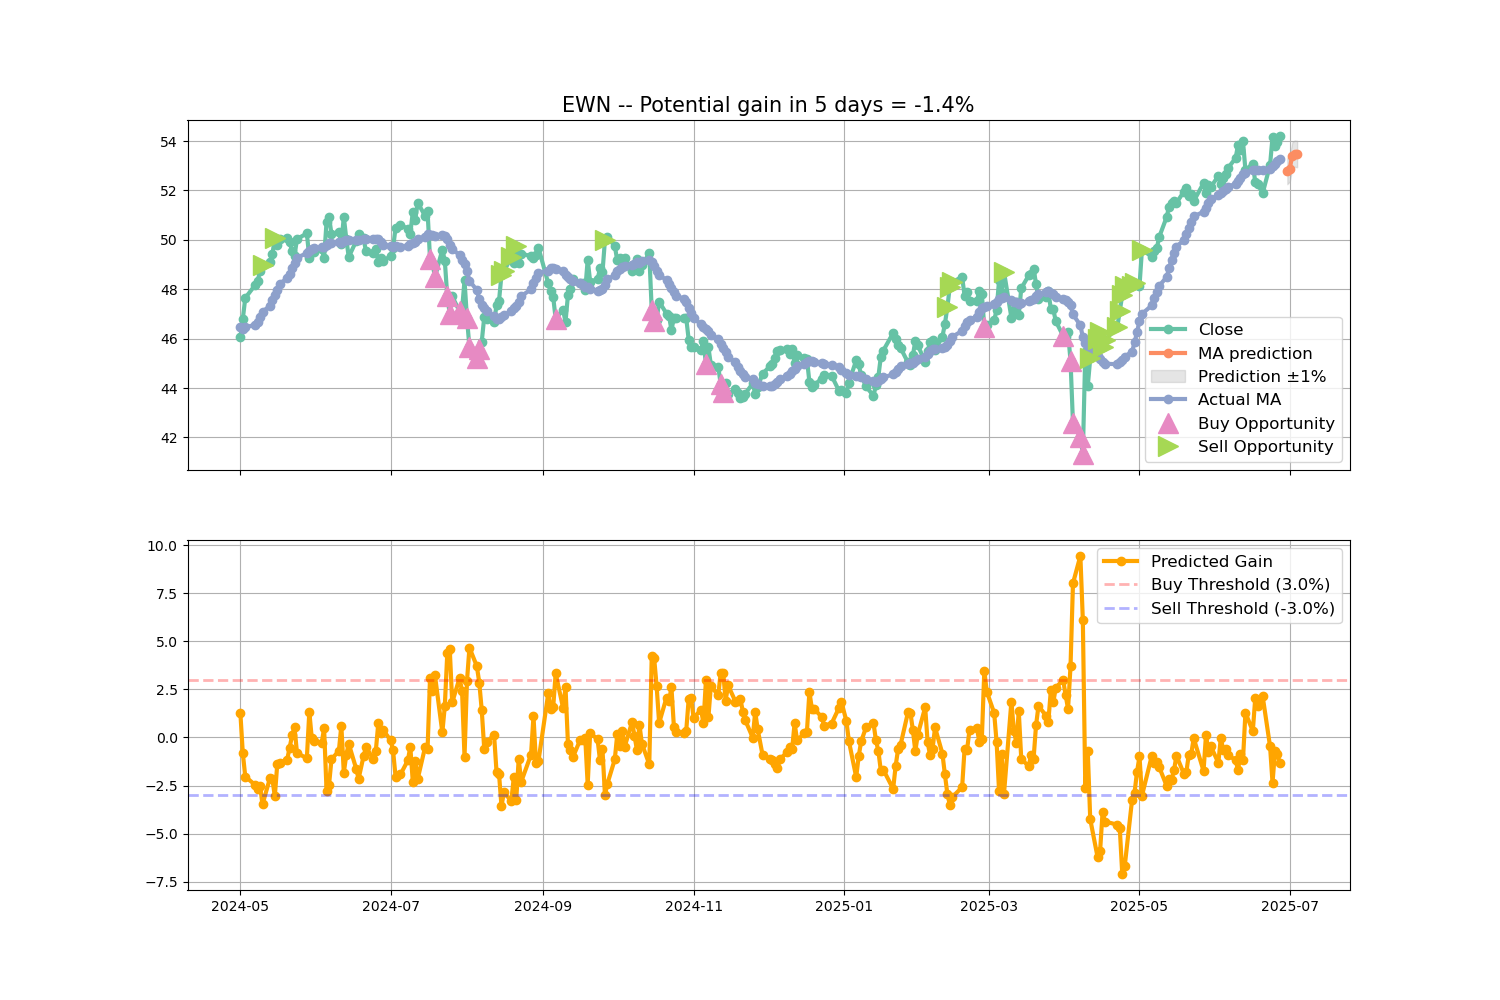 EWN -- Potential gain in 5 days = -1.4%
54
52
50
48
46
44
42
Close
MA prediction
Prediction ±1%
Actual MA
Buy Opportunity
Sell Opportunity
10.0
7.5
5.0
2.5
0.0
−2.5
−5.0
−7.5
Predicted Gain
Buy Threshold (3.0%)
Sell Threshold (-3.0%)
2024-05 2024-07 2024-09 2024-11 2025-01 2025-03 2025-05 2025-07